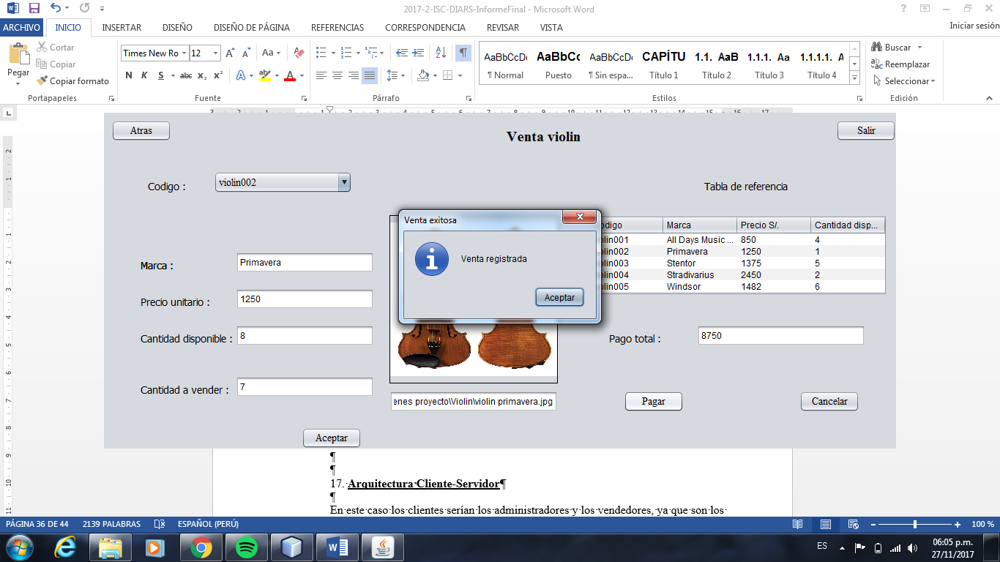 2017-2-ISC-DIARS-InformeFinal - Microsoft Word
ARCHIVO INICIO INSERTAR DISEÑO DISEÑO DE PÁGINA REFERENCIAS CORRESPONDENCIA REVISAR VISTA Iniciar sesión
Pegar
Cortar
Copiar
Copiar formato
Portapapeles
Times New Ro 12
Aa
N K S abc x₂ x²
Fuente
Párrafo
AaBbCcDc AaBbCc AaBbCcDc CAPÍTU 1.1. AaB 1.1.1. Aa 1.1.1.1. A
¶ Normal Puesto ¶ Sin espa... Título 1 Título 2 Título 3 Título 4
Estilos
Buscar
Reemplazar
Seleccionar
Edición
Atras
Venta violin
Salir
Codigo : violin002
Tabla de referencia
Marca : Primavera
Precio unitario : 1250
Cantidad disponible : 8
Cantidad a vender : 7
Aceptar
Venta exitosa
Venta registrada
Aceptar
enes proyecto\Violin\violin primavera.jpg
odigo Marca Precio S/. Cantidad disp...
olin001 All Days Music ... 850 4
olin002 Primavera 1250 1
olin003 Stentor 1375 5
olin004 Stradivarius 2450 2
olin005 Windsor 1482 6
Pago total : 8750
Pagar
Cancelar
17. Arquitectura Cliente-Servidor¶
En este caso los clientes serían los administradores y los vendedores, ya que son los
PÁGINA 36 DE 44 2139 PALABRAS ESPAÑOL (PERÚ) 100 %
ES
06:05 p.m.
27/11/2017